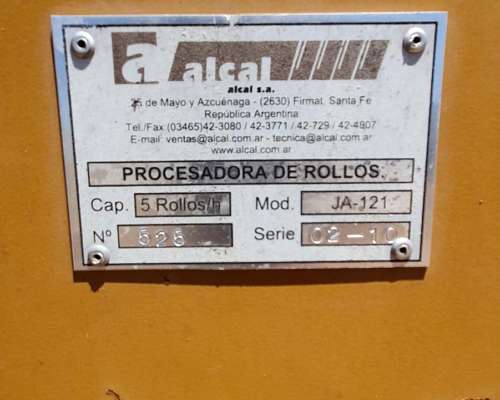 a alcal
alcal s.a.
25 de Mayo y Azcuénaga - (2630) Firmat, Santa Fe
República Argentina
Tel./Fax.(03465)42-3080 / 42-3771 / 42-729 / 42-4907
E-mail: ventas@alcal.com.ar - tecnica@alcal.com.ar
www.alcal.com.ar
PROCESADORA DE ROLLOS.
Cap. 5 Rollos/h Mod. JA-121
Nº 526 Serie 02-10